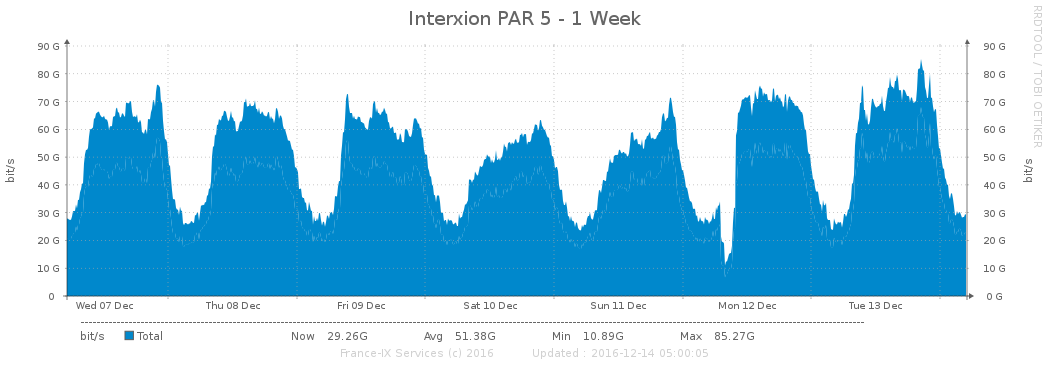 Interxion PAR 5 - 1 Week
RRDTOOL / TOBI OETIKER
90 G 90 G
80 G 80 G
70 G 70 G
60 G 60 G
50 G 50 G
40 G 40 G
30 G 30 G
20 G 20 G
10 G 10 G
0 0 G
bit/s bit/s
Wed 07 Dec Thu 08 Dec Fri 09 Dec Sat 10 Dec Sun 11 Dec Mon 12 Dec Tue 13 Dec
bit/s Total Now 29.26G Avg 51.38G Min 10.89G Max 85.27G
France-IX Services (c) 2016 Updated : 2016-12-14 05:00:05